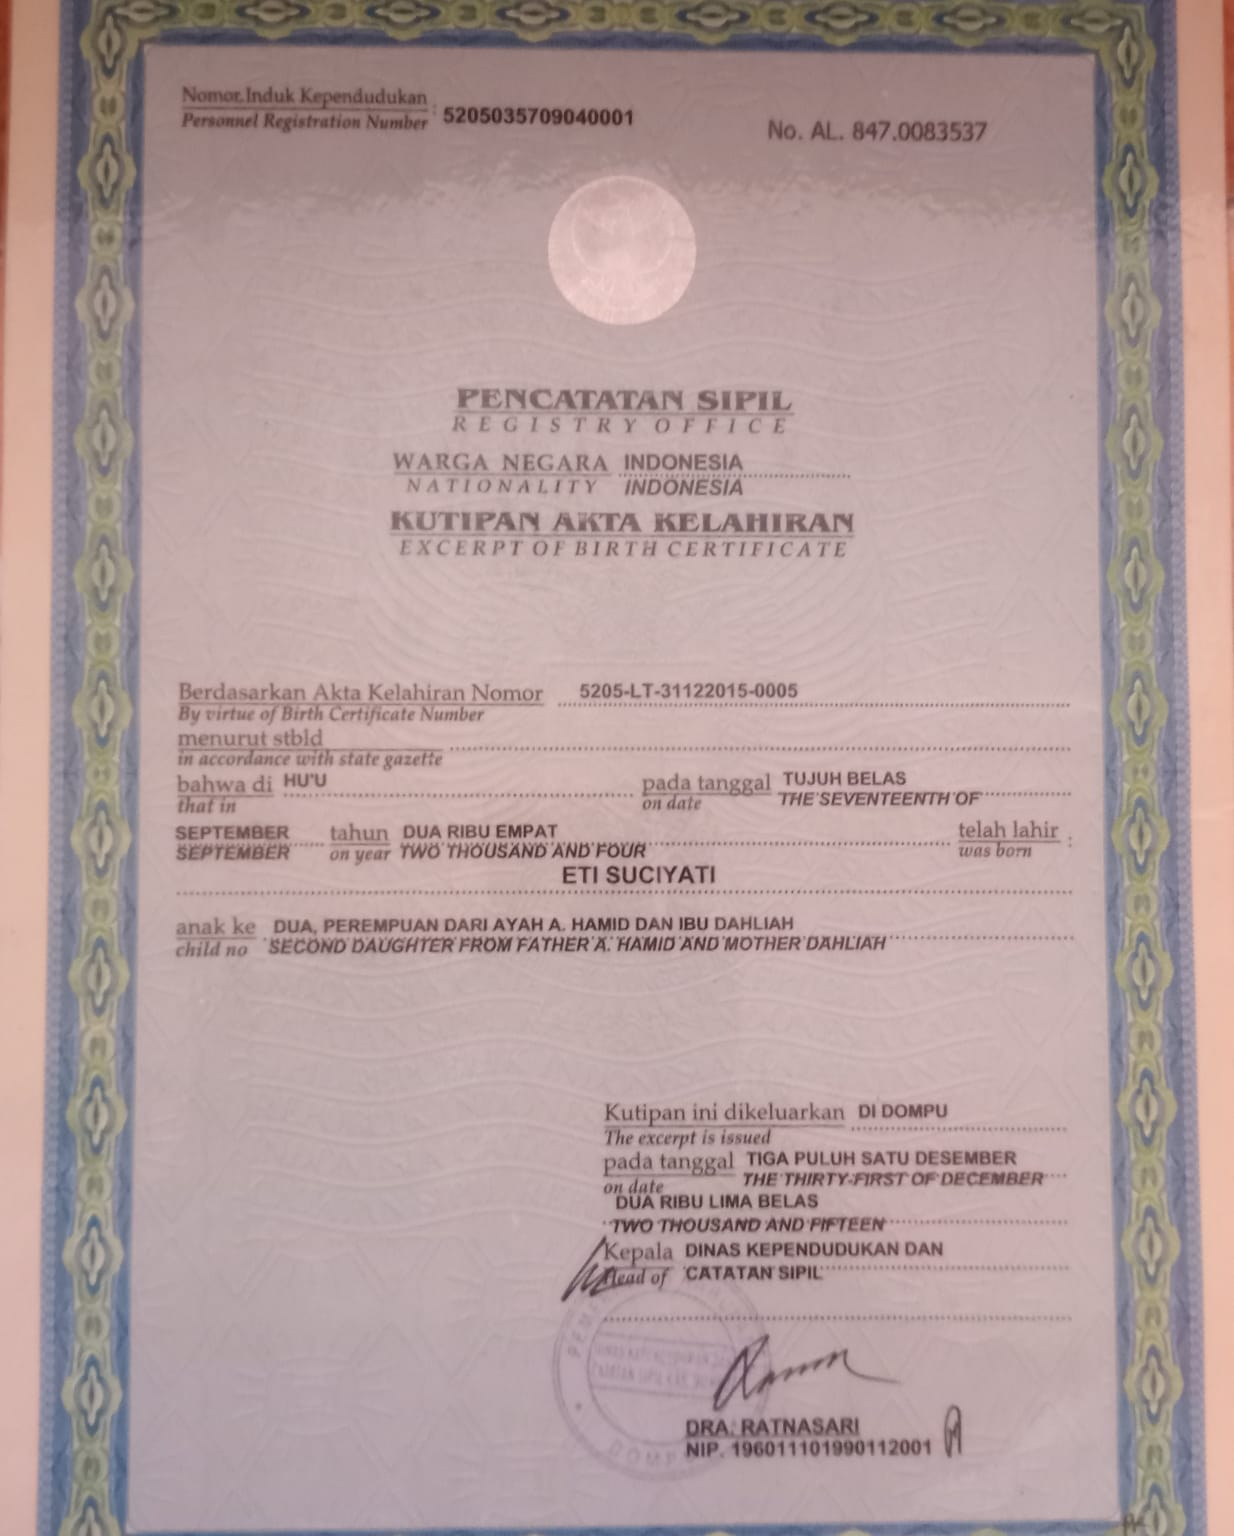 Nomor Induk Kependudukan : 5205035709040001
Personnel Registration Number
No. AL. 847.0083537
PENCATATAN SIPIL
REGISTRY OFFICE
WARGA NEGARA INDONESIA
NATIONALITY INDONESIA
KUTIPAN AKTA KELAHIRAN
EXCERPT OF BIRTH CERTIFICATE
Berdasarkan Akta Kelahiran Nomor 5205-LT-31122015-0005
By virtue of Birth Certificate Number
menurut stbld
in accordance with state gazette
bahwa di HU'U pada tanggal TUJUH BELAS
that in on date THE SEVENTEENTH OF
SEPTEMBER tahun DUA RIBU EMPAT telah lahir :
SEPTEMBER on year TWO THOUSAND AND FOUR was born
ETI SUCIYATI
anak ke DUA, PEREMPUAN DARI AYAH A. HAMID DAN IBU DAHLIAH
child no SECOND DAUGHTER FROM FATHER A. HAMID AND MOTHER DAHLIAH
Kutipan ini dikeluarkan DI DOMPU
The excerpt is issued
pada tanggal TIGA PULUH SATU DESEMBER
on date THE THIRTY-FIRST OF DECEMBER
DUA RIBU LIMA BELAS
TWO THOUSAND AND FIFTEEN
Kepala DINAS KEPENDUDUKAN DAN
Head of CATATAN SIPIL
DRA. RATNASARI
NIP. 196011101990112001